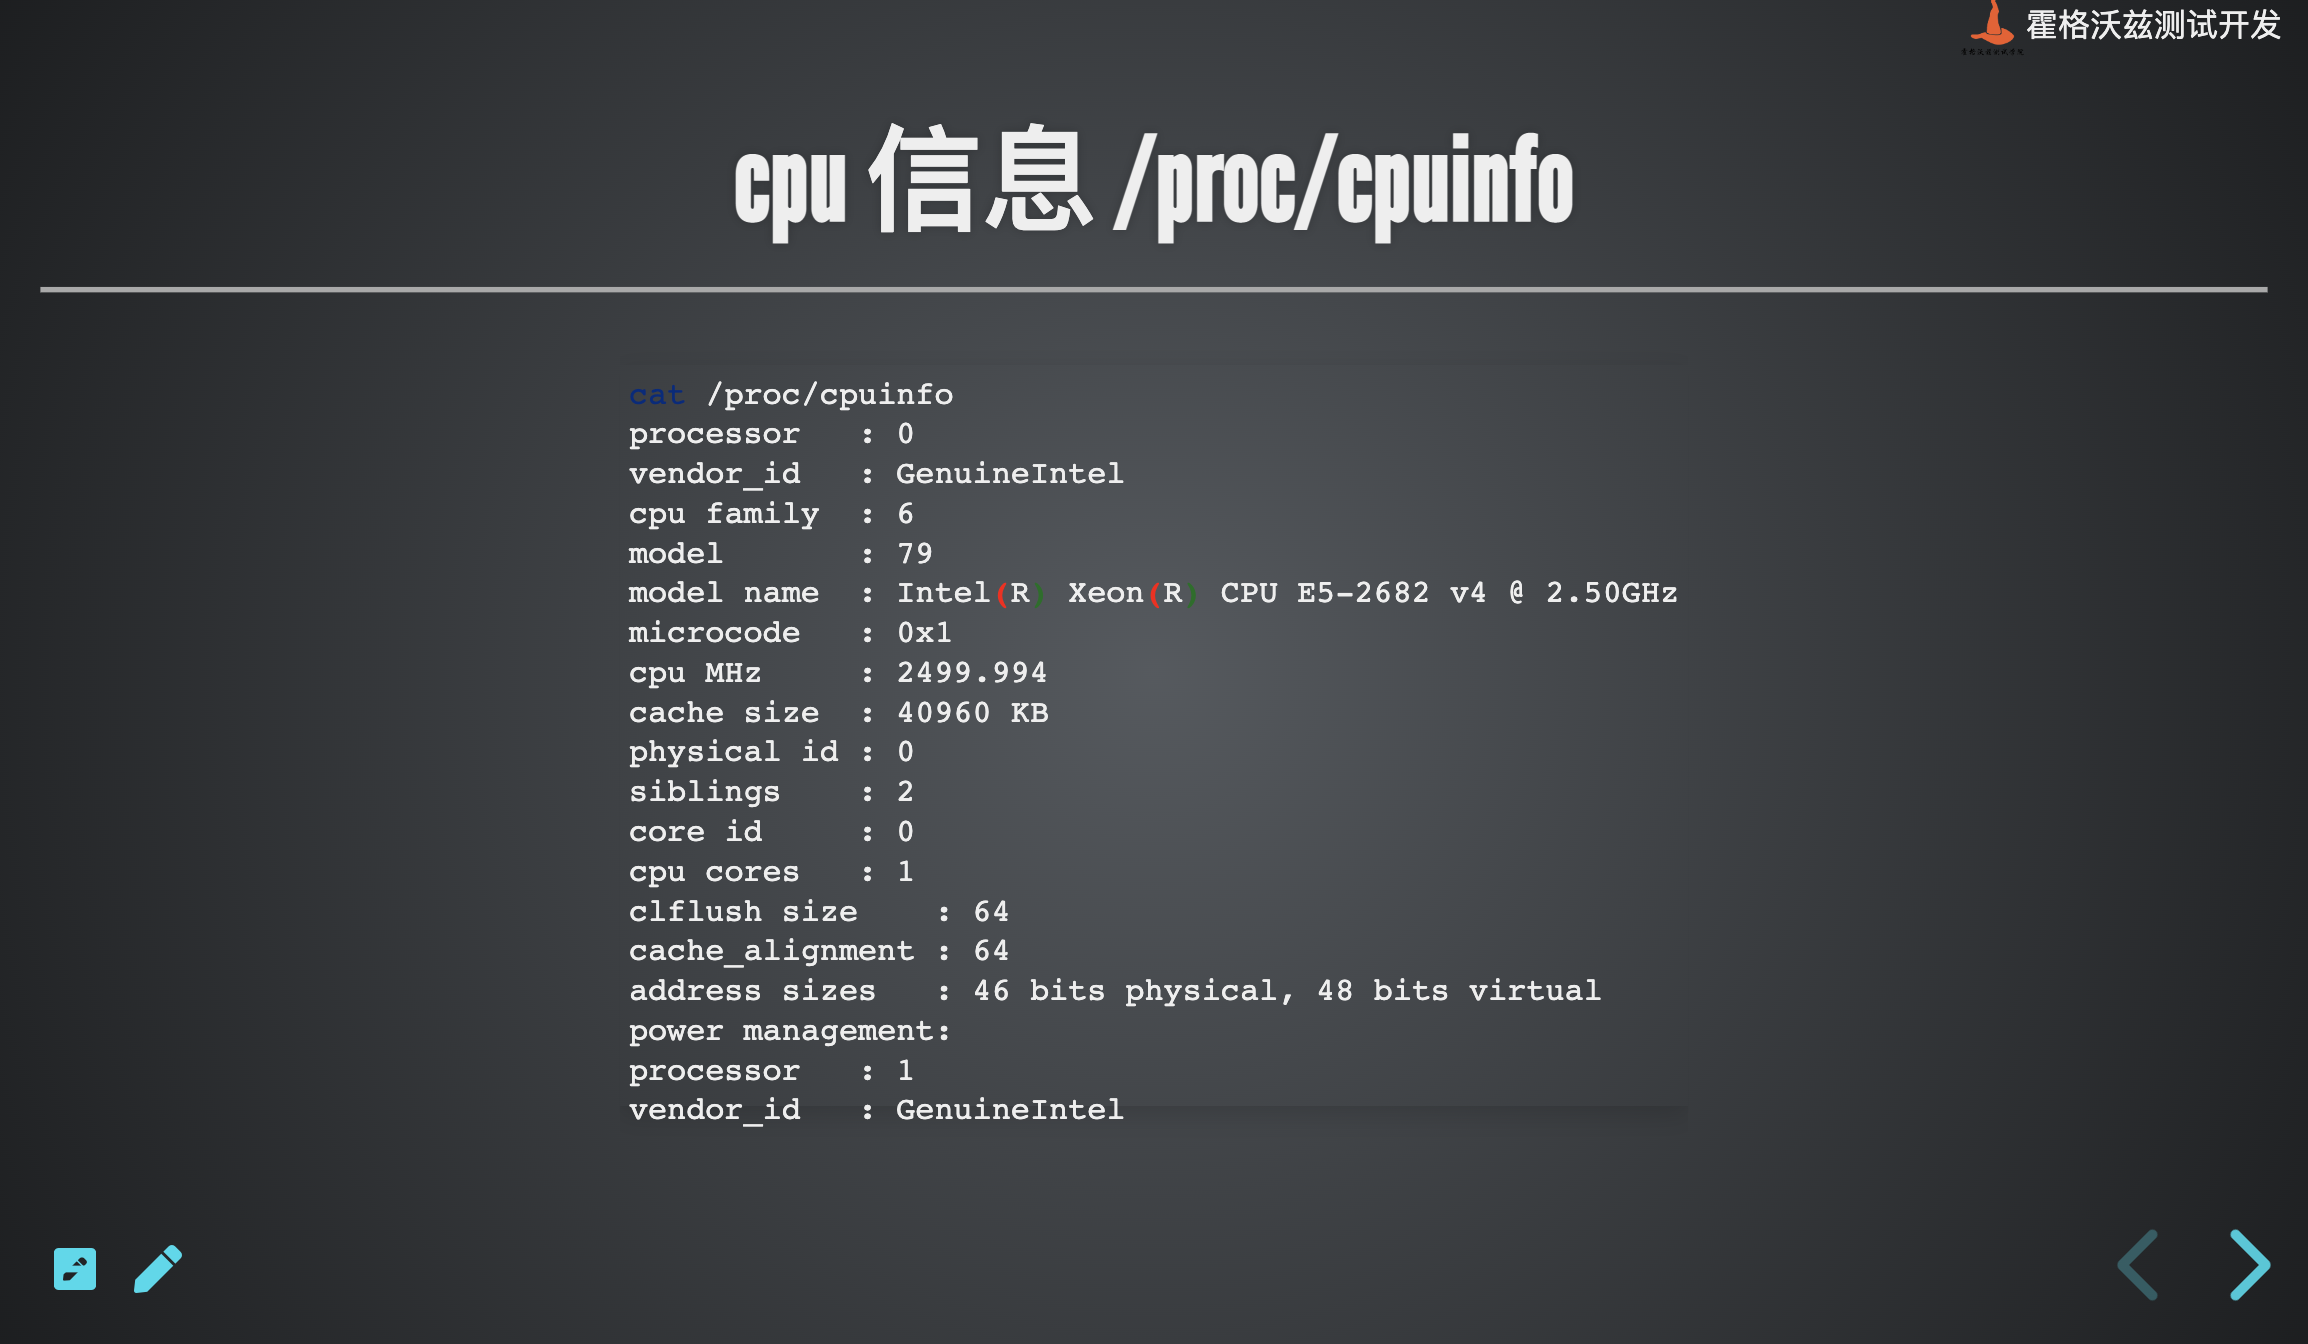 霍格沃兹测试开发
cpu 信息 /proc/cpuinfo
cat /proc/cpuinfo
processor   : 0
vendor_id   : GenuineIntel
cpu family  : 6
model       : 79
model name  : Intel(R) Xeon(R) CPU E5-2682 v4 @ 2.50GHz
microcode   : 0x1
cpu MHz     : 2499.994
cache size  : 40960 KB
physical id : 0
siblings    : 2
core id     : 0
cpu cores   : 1
clflush size    : 64
cache_alignment : 64
address sizes   : 46 bits physical, 48 bits virtual
power management:
processor   : 1
vendor_id   : GenuineIntel